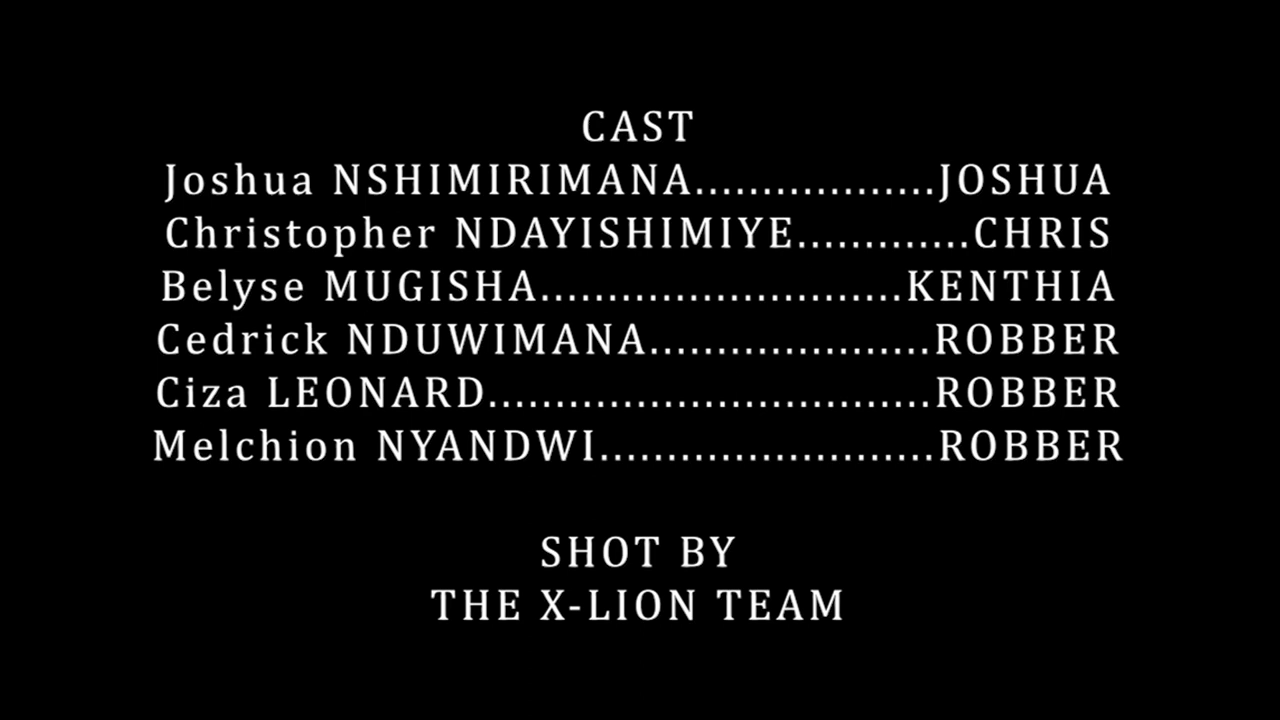 CAST
Joshua NSHIMIRIMANA..................JOSHUA
Christopher NDAYISHIMIYE.............CHRIS
Belyse MUGISHA...........................KENTHIA
Cedrick NDUWIMANA.....................ROBBER
Ciza LEONARD.................................ROBBER
Melchion NYANDWI.........................ROBBER
SHOT BY
THE X-LION TEAM